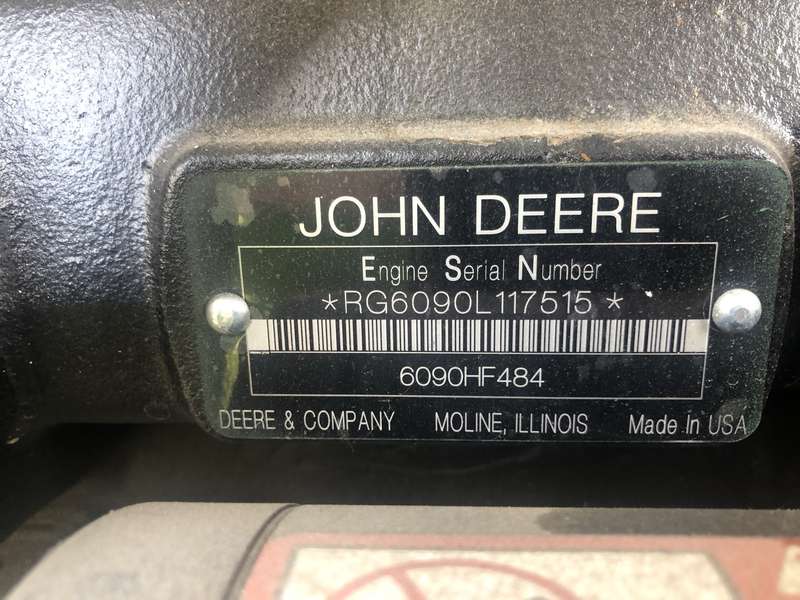 JOHN DEERE
Engine Serial Number
*RG6090L117515*
6090HF484
DEERE & COMPANY MOLINE, ILLINOIS Made In USA